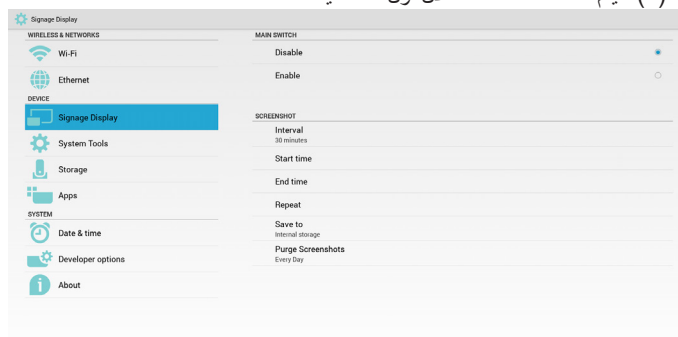 Signage Display
WIRELESS & NETWORKS
Wi-Fi
Ethernet
DEVICE
Signage Display
System Tools
Storage
Apps
SYSTEM
Date & time
Developer options
About
MAIN SWITCH
Disable
Enable
SCREENSHOT
Interval
30 minutes
Start time
End time
Repeat
Save to
Internal storage
Purge Screenshots
Every Day